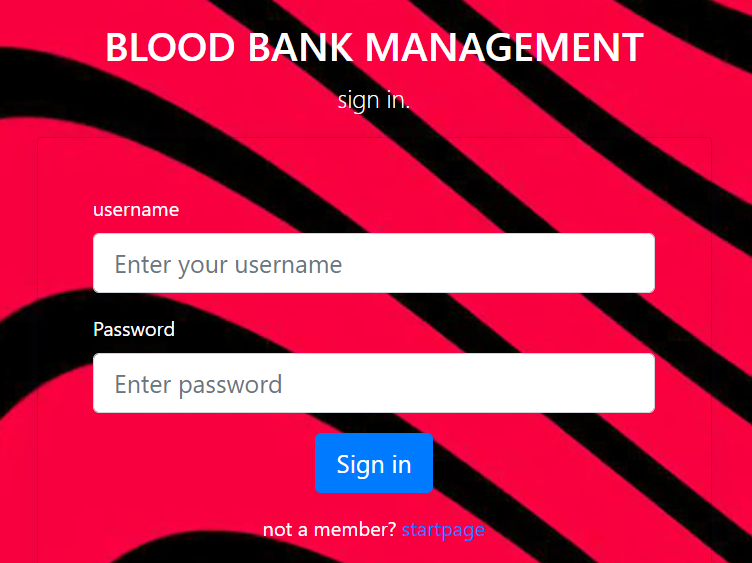 BLOOD BANK MANAGEMENT
sign in.
username
Enter your username
Password
Enter password
Sign in
not a member? startpage